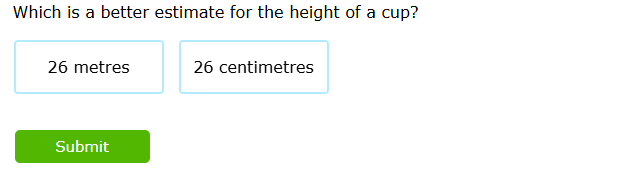 Which is a better estimate for the height of a cup?
26 metres
26 centimetres
Submit